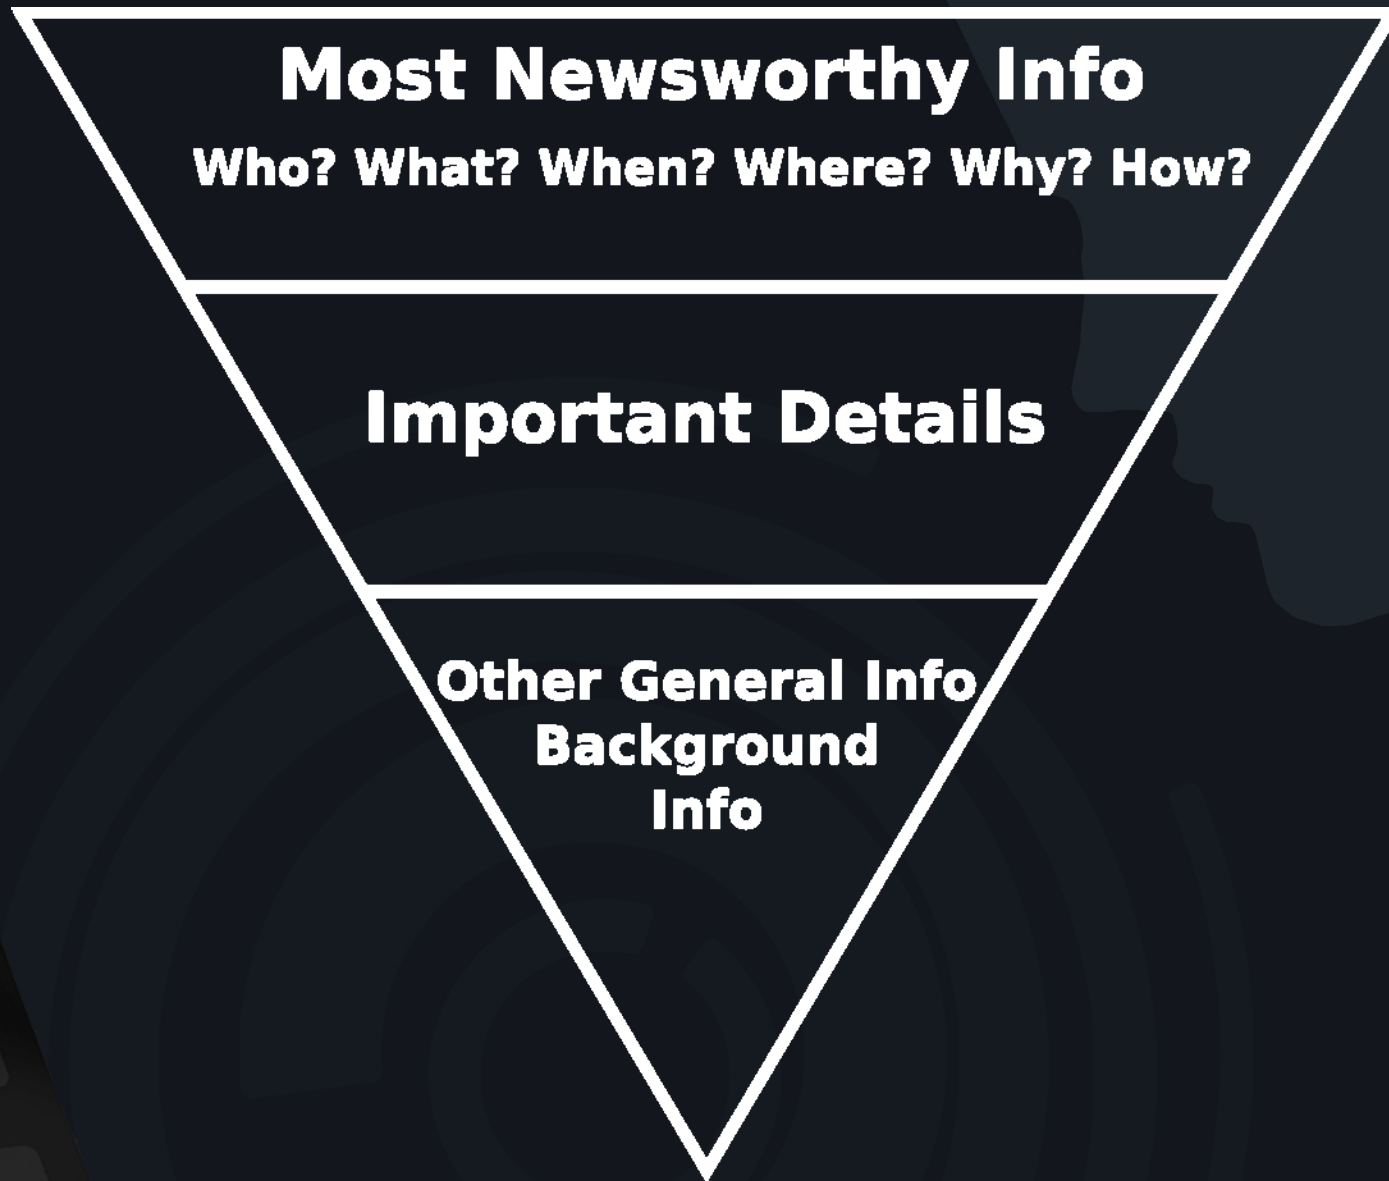 Most Newsworthy Info
Who? What? When? Where? Why? How?
Important Details
Other General Info
Background
Info